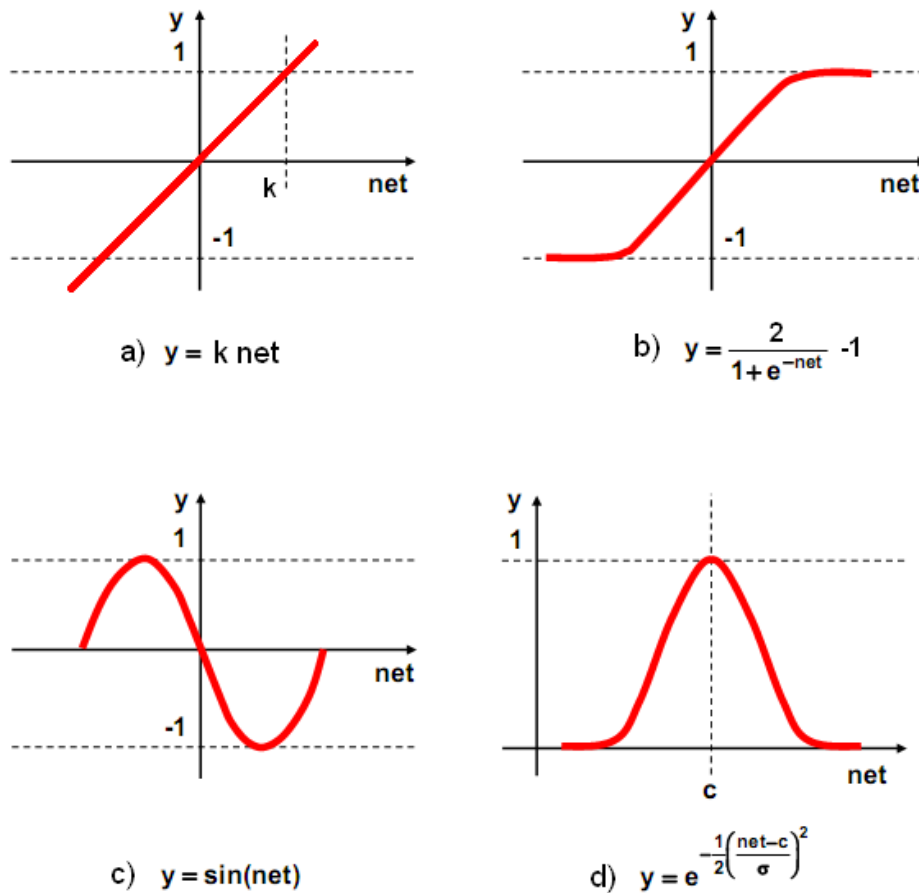 y
1
k
net
-1
a) y = k net
y
1
net
-1
b) y = 2/(1+e^{-net}) -1
y
1
net
-1
c) y = sin(net)
y
1
net
c
d) y = e^{-1/2((net-c)/σ)^2}